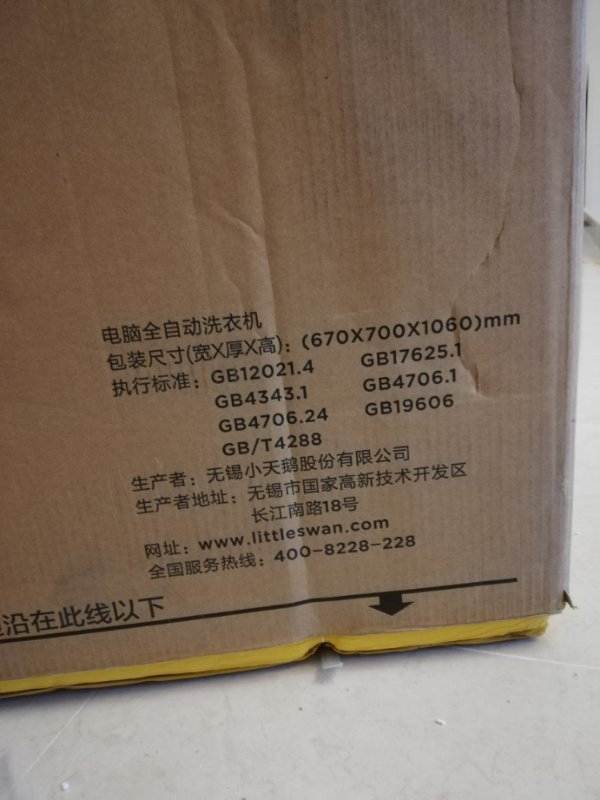 电脑全自动洗衣机
包装尺寸(宽X厚X高)：(670X700X1060)mm
执行标准：GB12021.4 GB17625.1
GB4343.1 GB4706.1
GB4706.24 GB19606
GB/T4288
生产者：无锡小天鹅股份有限公司
生产者地址：无锡市国家高新技术开发区
长江南路18号
网址：www.littleswan.com
全国服务热线：400-8228-228
沿在此线以下